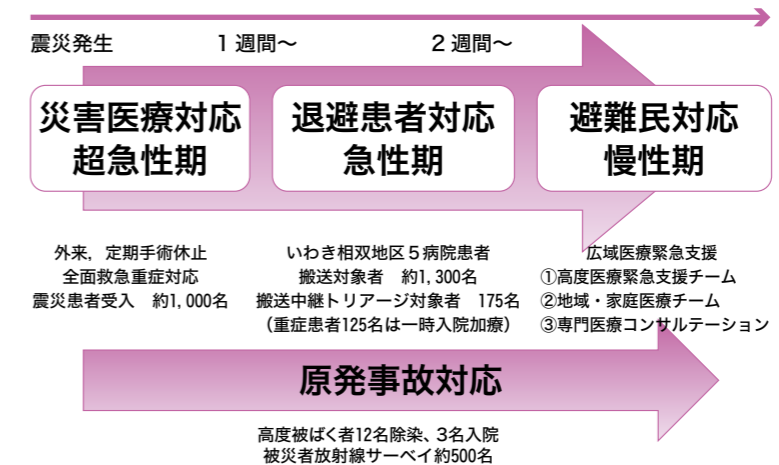 震災発生
1週間〜
2週間〜
災害医療対応
超急性期
退避患者対応
急性期
避難民対応
慢性期
外来，定期手術休止
全面救急重症対応
震災患者受入　約1,000名
いわき相双地区５病院患者
搬送対象者　約1,300名
搬送中継トリアージ対象者　175名
（重症患者125名は一時入院加療）
広域医療緊急支援
①高度医療緊急支援チーム
②地域・家庭医療チーム
③専門医療コンサルテーション
原発事故対応
高度被ばく者12名除染、3名入院
被災者放射線サーベイ約500名